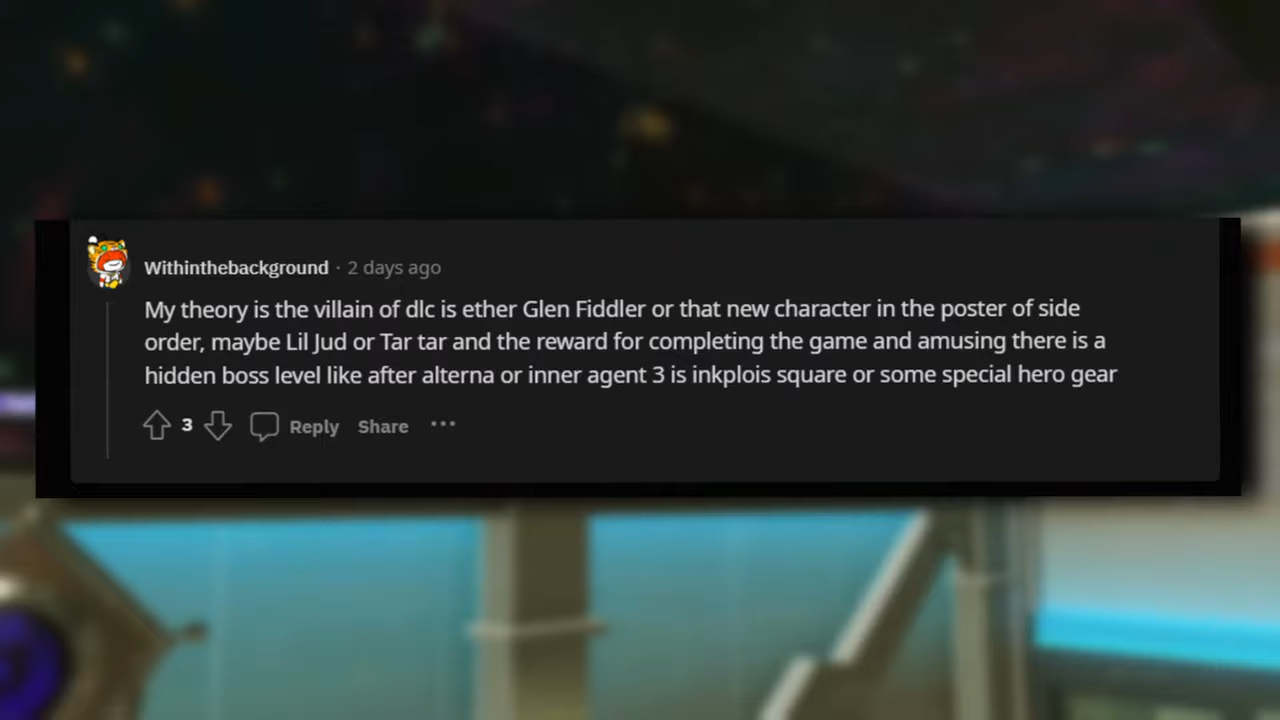 Withinthebackground · 2 days ago
My theory is the villain of dlc is ether Glen Fiddler or that new character in the poster of side
order, maybe Lil Jud or Tar tar and the reward for completing the game and amusing there is a
hidden boss level like after alterna or inner agent 3 is inkplois square or some special hero gear
3 Reply Share ···